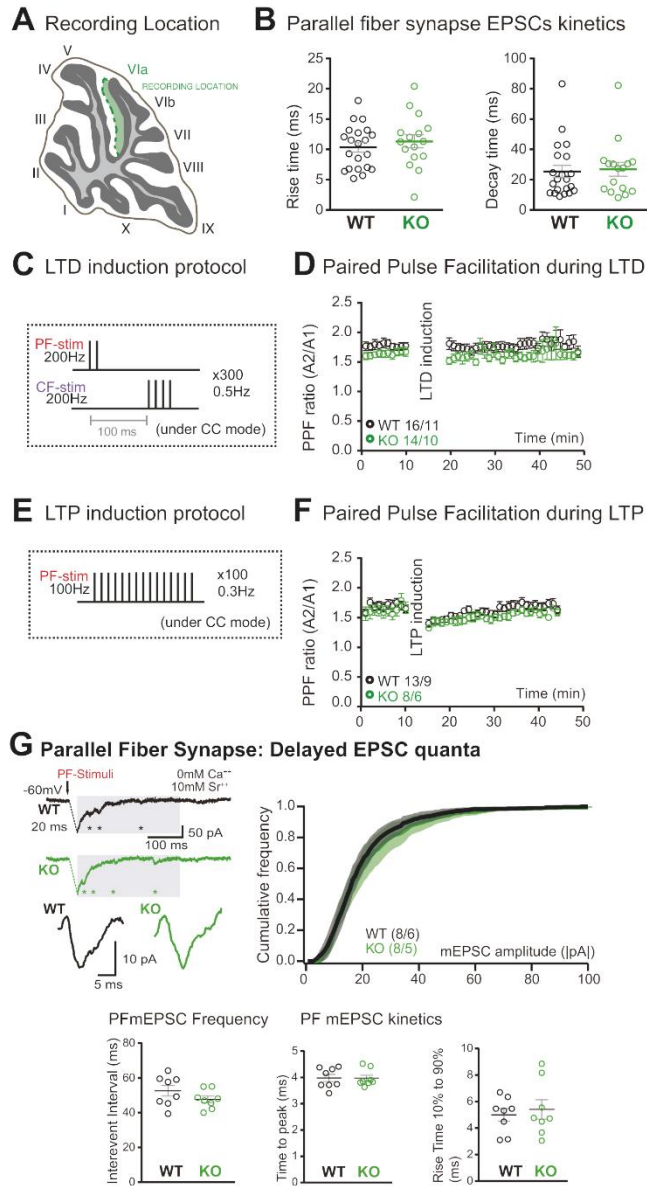 A Recording Location
V
IV
VIa
RECORDING LOCATION
III
VIb
VII
II
VIII
I
X
IX
B Parallel fiber synapse EPSCs kinetics
Rise time (ms)
25
20
15
10
5
0
WT KO
Decay time (ms)
100
80
60
40
20
0
WT KO
C LTD induction protocol
PF-stim
200Hz
CF-stim
200Hz
x300
0.5Hz
100 ms
(under CC mode)
D Paired Pulse Facilitation during LTD
PPF ratio (A2/A1)
2.5
2.0
1.5
1.0
0.5
0.0
LTD induction
WT 16/11
KO 14/10
Time (min)
0 10 20 30 40 50
E LTP induction protocol
PF-stim
100Hz
x100
0.3Hz
(under CC mode)
F Paired Pulse Facilitation during LTP
PPF ratio (A2/A1)
2.5
2.0
1.5
1.0
0.5
0.0
LTP induction
WT 13/9
KO 8/6
Time (min)
0 10 20 30 40 50
G Parallel Fiber Synapse: Delayed EPSC quanta
PF-Stimuli
-60mV
0mM Ca++
10mM Sr++
WT
20 ms
* * *
50 pA
100 ms
KO
* * * *
WT
KO
10 pA
5 ms
Cumulative frequency
1.0
0.8
0.6
0.4
0.2
0.0
WT (8/6)
KO (8/5)
mEPSC amplitude (|pA|)
0 20 40 60 80 100
PFmEPSC Frequency
Interevent Interval (ms)
80
60
40
20
0
WT KO
PF mEPSC kinetics
Time to peak (ms)
5
4
3
2
1
0
WT KO
Rise Time 10% to 90%
(ms)
10
8
6
4
2
0
WT KO